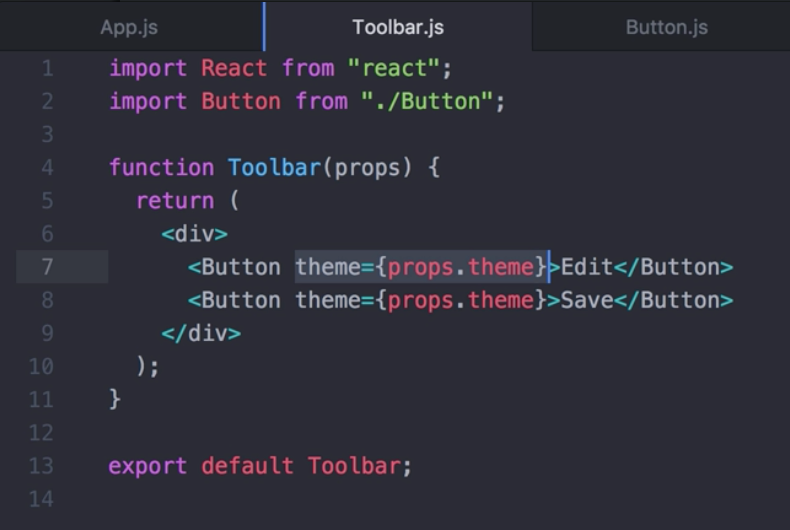 App.js Toolbar.js Button.js
1 import React from "react";
2 import Button from "./Button";
3
4 function Toolbar(props) {
5   return (
6     <div>
7       <Button theme={props.theme}>Edit</Button>
8       <Button theme={props.theme}>Save</Button>
9     </div>
10   );
11 }
12
13 export default Toolbar;
14